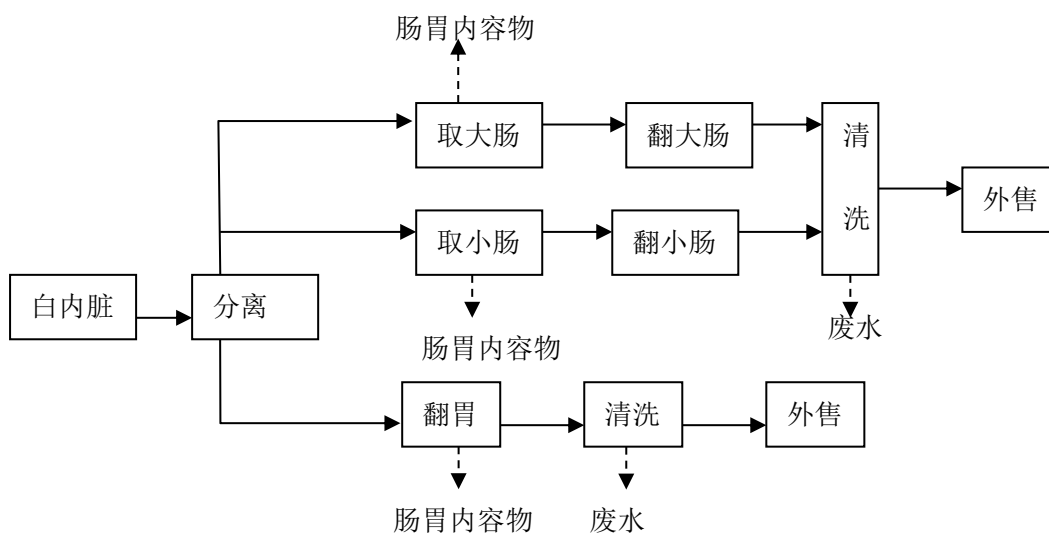 肠胃内容物
取大肠
翻大肠
清
洗
外售
取小肠
翻小肠
白内脏
分离
肠胃内容物
废水
翻胃
清洗
外售
肠胃内容物
废水